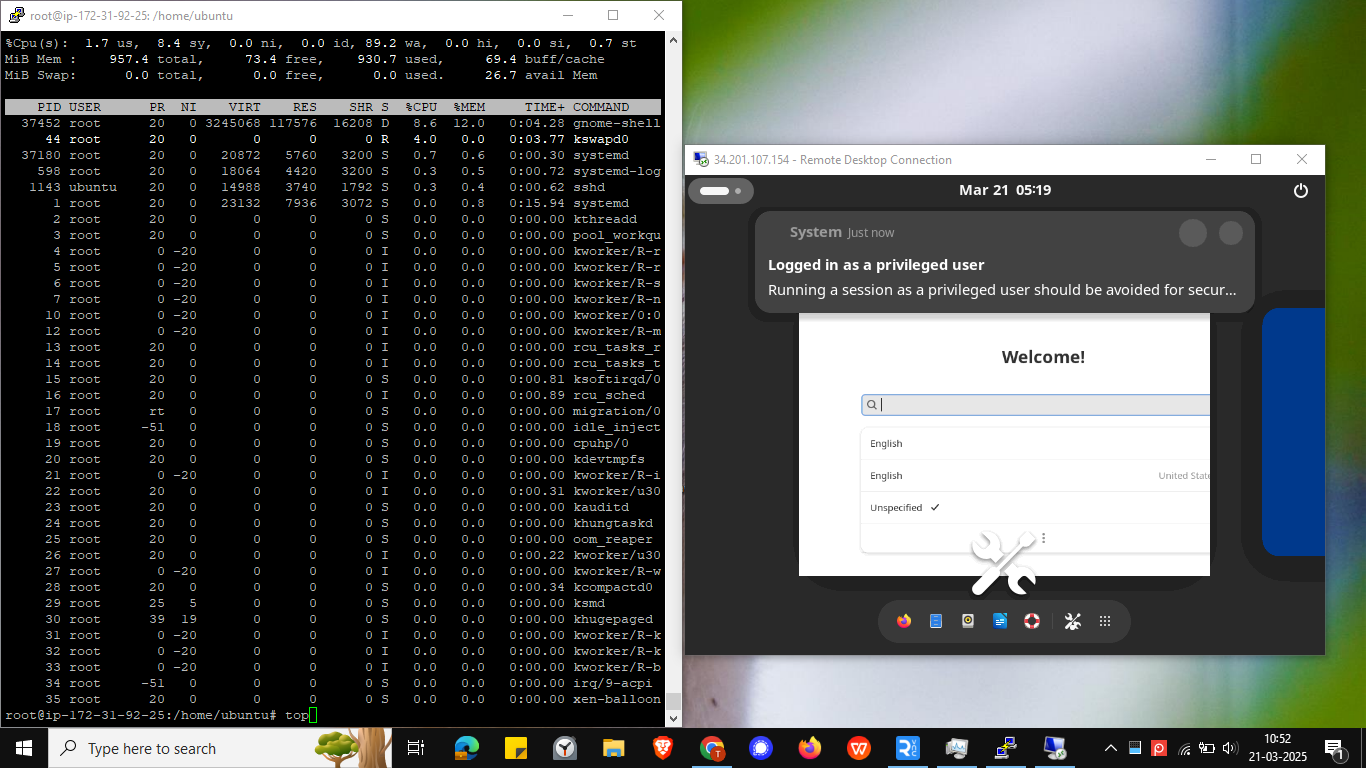 root@ip-172-31-92-25: /home/ubuntu
%Cpu(s):  1.7 us,  8.4 sy,  0.0 ni,  0.0 id, 89.2 wa,  0.0 hi,  0.0 si,  0.7 st
MiB Mem :    957.4 total,     73.4 free,    930.7 used,     69.4 buff/cache
MiB Swap:      0.0 total,      0.0 free,      0.0 used.     26.7 avail Mem
PID USER      PR  NI    VIRT    RES    SHR S  %CPU  %MEM     TIME+ COMMAND
37452 root      20   0 3245068 117576  16208 D   8.6  12.0   0:04.28 gnome-shell
44 root      20   0       0      0      0 R   4.0   0.0   0:03.77 kswapd0
37180 root      20   0   20872   5760   3200 S   0.7   0.6   0:00.30 systemd
598 root      20   0   18064   4420   3200 S   0.3   0.5   0:00.72 systemd-log
1143 ubuntu    20   0   14988   3740   1792 S   0.3   0.4   0:00.62 sshd
1 root      20   0   23132   7936   3072 S   0.0   0.8   0:15.94 systemd
2 root      20   0       0      0      0 S   0.0   0.0   0:00.00 kthreadd
3 root      20   0       0      0      0 S   0.0   0.0   0:00.00 pool_workqu
4 root       0 -20       0      0      0 I   0.0   0.0   0:00.00 kworker/R-r
5 root       0 -20       0      0      0 I   0.0   0.0   0:00.00 kworker/R-r
6 root       0 -20       0      0      0 I   0.0   0.0   0:00.00 kworker/R-s
7 root       0 -20       0      0      0 I   0.0   0.0   0:00.00 kworker/R-n
10 root       0 -20       0      0      0 I   0.0   0.0   0:00.00 kworker/0:0
12 root       0 -20       0      0      0 I   0.0   0.0   0:00.00 kworker/R-m
13 root      20   0       0      0      0 I   0.0   0.0   0:00.00 rcu_tasks_r
14 root      20   0       0      0      0 I   0.0   0.0   0:00.00 rcu_tasks_t
15 root      20   0       0      0      0 S   0.0   0.0   0:00.81 ksoftirqd/0
16 root      20   0       0      0      0 I   0.0   0.0   0:00.89 rcu_sched
17 root      rt   0       0      0      0 S   0.0   0.0   0:00.00 migration/0
18 root     -51   0       0      0      0 S   0.0   0.0   0:00.00 idle_inject
19 root      20   0       0      0      0 S   0.0   0.0   0:00.00 cpuhp/0
20 root      20   0       0      0      0 S   0.0   0.0   0:00.00 kdevtmpfs
21 root       0 -20       0      0      0 I   0.0   0.0   0:00.00 kworker/R-i
22 root      20   0       0      0      0 I   0.0   0.0   0:00.31 kworker/u30
23 root      20   0       0      0      0 S   0.0   0.0   0:00.00 kauditd
24 root      20   0       0      0      0 S   0.0   0.0   0:00.00 khungtaskd
25 root      20   0       0      0      0 S   0.0   0.0   0:00.00 oom_reaper
26 root      20   0       0      0      0 I   0.0   0.0   0:00.22 kworker/u30
27 root       0 -20       0      0      0 I   0.0   0.0   0:00.00 kworker/R-w
28 root      20   0       0      0      0 S   0.0   0.0   0:00.34 kcompactd0
29 root      25   5       0      0      0 S   0.0   0.0   0:00.00 ksmd
30 root      39  19       0      0      0 S   0.0   0.0   0:00.00 khugepaged
31 root       0 -20       0      0      0 I   0.0   0.0   0:00.00 kworker/R-k
32 root       0 -20       0      0      0 I   0.0   0.0   0:00.00 kworker/R-k
33 root       0 -20       0      0      0 I   0.0   0.0   0:00.00 kworker/R-b
34 root     -51   0       0      0      0 S   0.0   0.0   0:00.00 irq/9-acpi
35 root      20   0       0      0      0 S   0.0   0.0   0:00.00 xen-balloon
root@ip-172-31-92-25:/home/ubuntu# top
34.201.107.154 - Remote Desktop Connection
Mar 21 05:19
System Just now
Logged in as a privileged user
Running a session as a privileged user should be avoided for secur...
Welcome!
English
English United State
Unspecified
Type here to search
10:52
21-03-2025